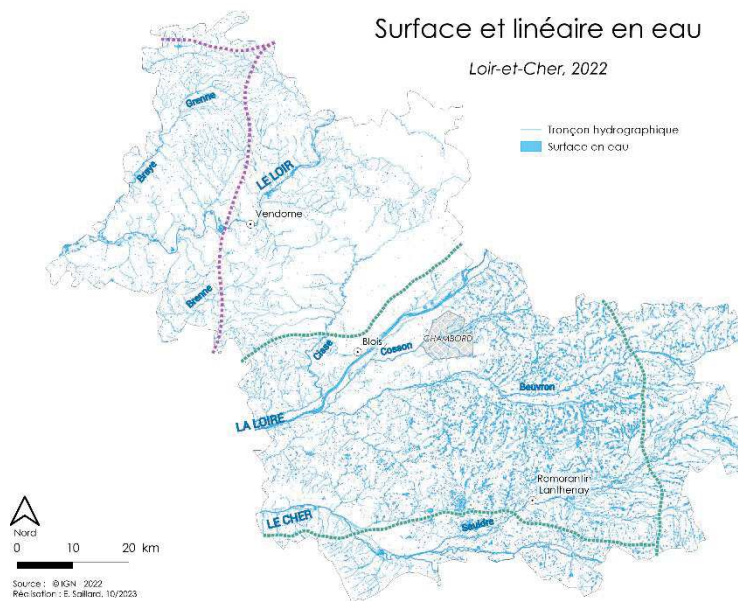 Surface et linéaire en eau
Loir-et-Cher, 2022
Tronçon hydrographique
Surface en eau
Grenne
Braye
LE LOIR
Vendome
Brenne
Cisse
Blois
Cosson
CHAMBORD
Beuvron
LA LOIRE
Romorantin
Lanthenay
LE CHER
Sauldre
Nord
0 10 20 km
Source : © IGN 2022
Réalisation : E. Saillard, 10/2023